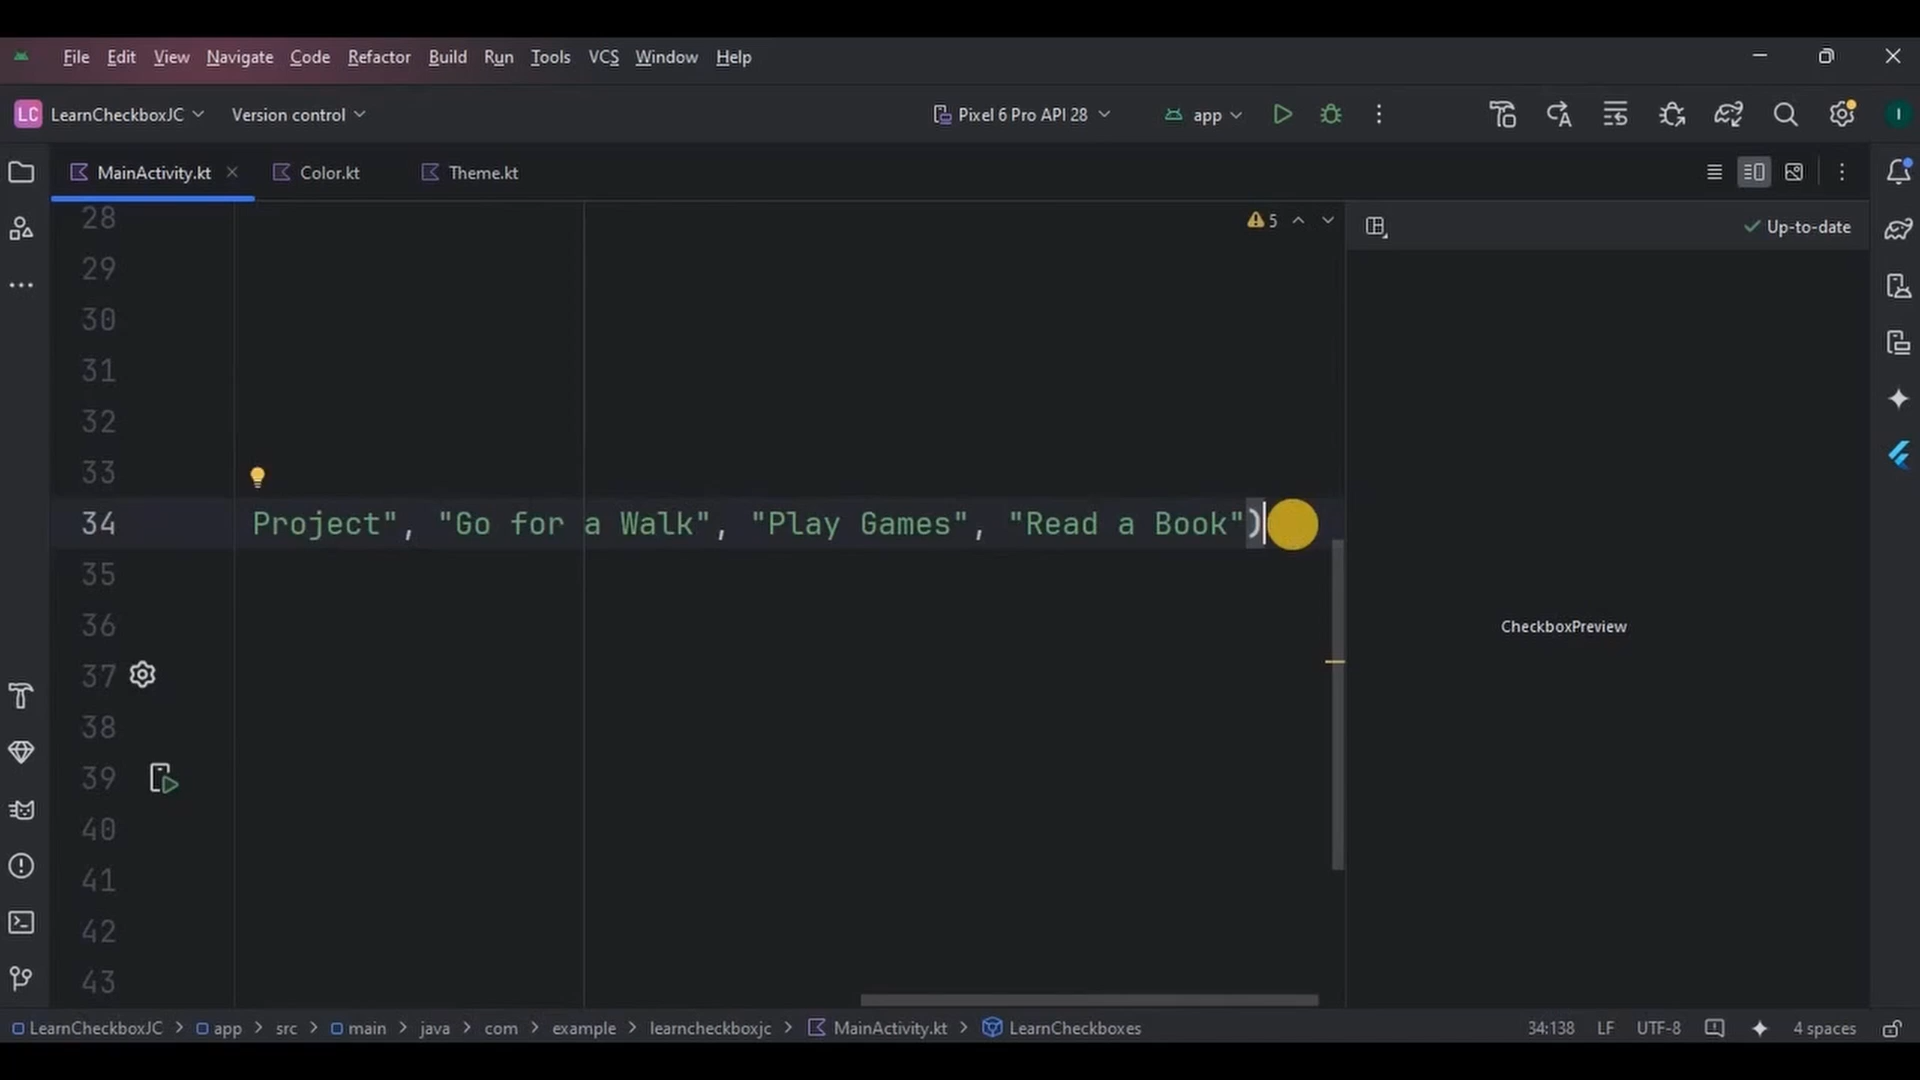 File Edit View Navigate Code Refactor Build Run Tools VCS Window Help
LC LearnCheckboxJC Version control Pixel 6 Pro API 28 app I
MainActivity.kt Color.kt Theme.kt
28 5 Up-to-date
29
30
31
32
33
34 Project", "Go for a Walk", "Play Games", "Read a Book")
35
36
CheckboxPreview
37
38
39
40
41
42
43
LearnCheckboxJC > app > src > main > java > com > example > learncheckboxjc > MainActivity.kt > LearnCheckboxes 34:138 LF UTF-8 4 spaces